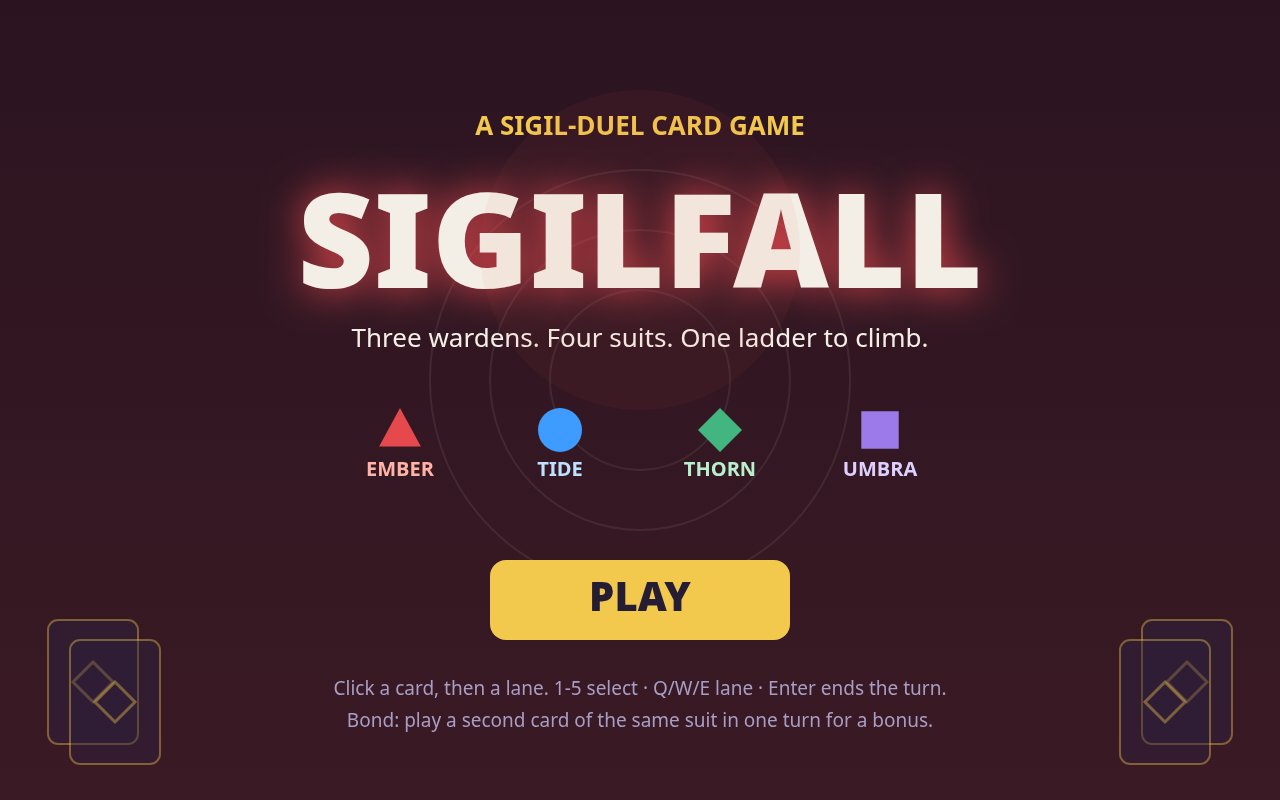 A SIGIL-DUEL CARD GAME
SIGILFALL
Three wardens. Four suits. One ladder to climb.
EMBER TIDE THORN UMBRA
PLAY
Click a card, then a lane. 1-5 select · Q/W/E lane · Enter ends the turn.
Bond: play a second card of the same suit in one turn for a bonus.